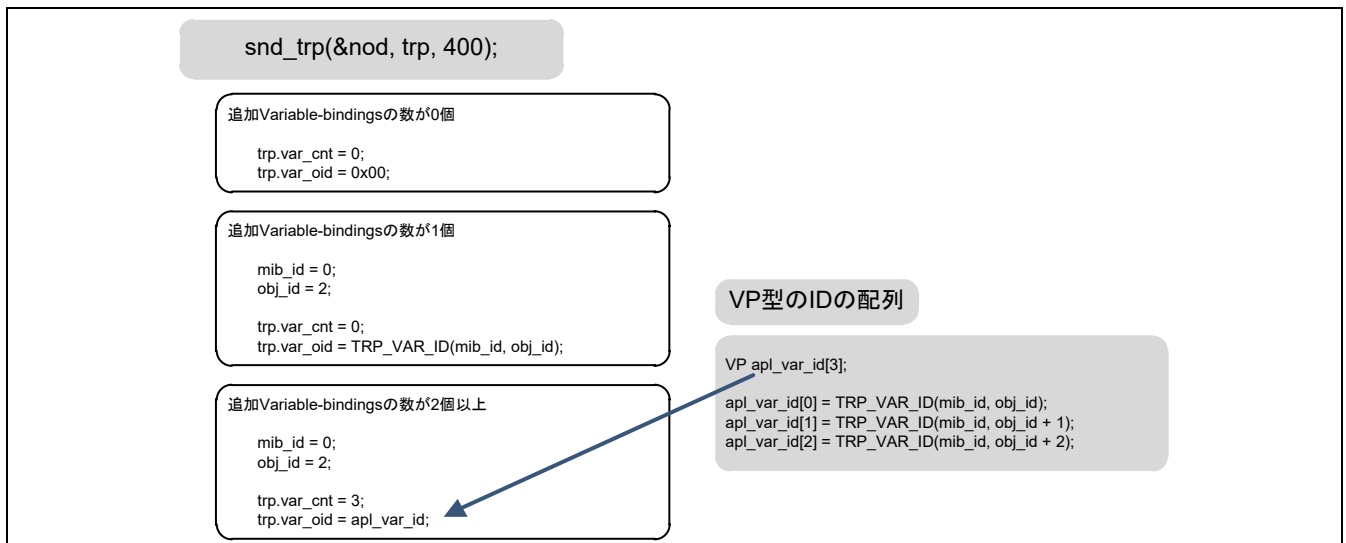 snd_trp(&nod, trp, 400);
追加Variable-bindingsの数が0個
trp.var_cnt = 0;
trp.var_oid = 0x00;
追加Variable-bindingsの数が1個
mib_id = 0;
obj_id = 2;
trp.var_cnt = 0;
trp.var_oid = TRP_VAR_ID(mib_id, obj_id);
追加Variable-bindingsの数が2個以上
mib_id = 0;
obj_id = 2;
trp.var_cnt = 3;
trp.var_oid = apl_var_id;
VP型のIDの配列
VP apl_var_id[3];
apl_var_id[0] = TRP_VAR_ID(mib_id, obj_id);
apl_var_id[1] = TRP_VAR_ID(mib_id, obj_id + 1);
apl_var_id[2] = TRP_VAR_ID(mib_id, obj_id + 2);